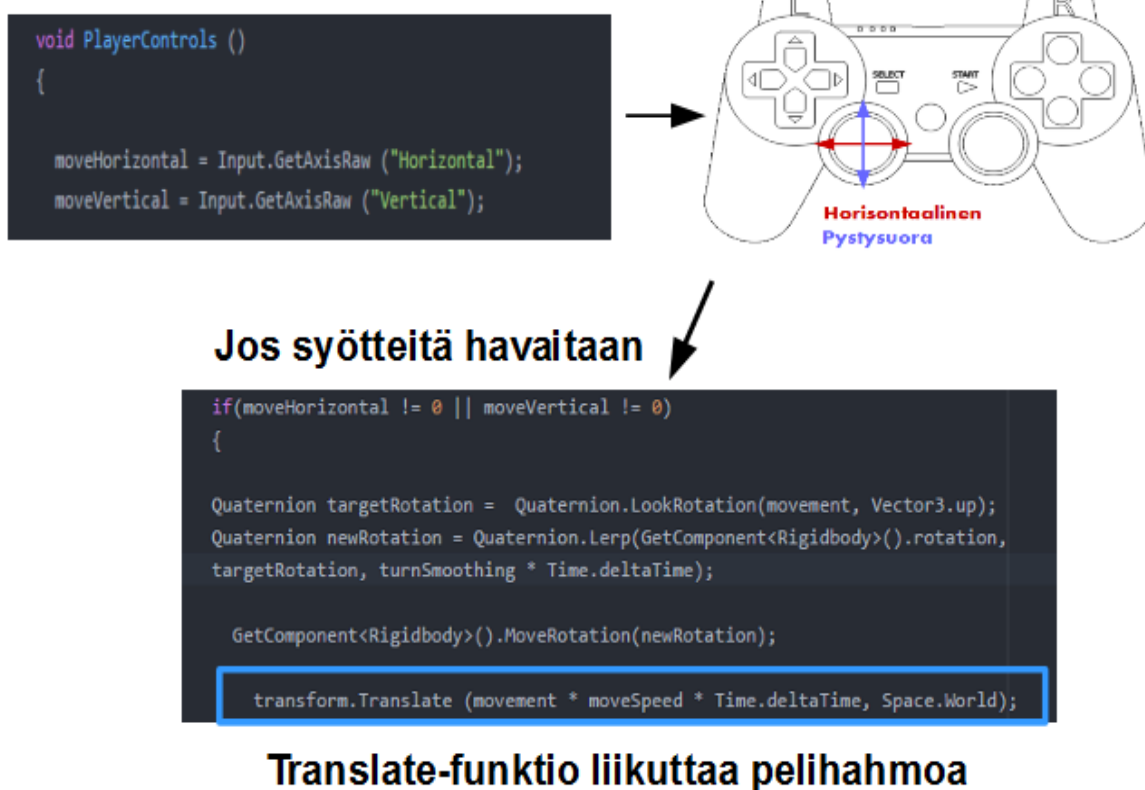 void PlayerControls ()
{
moveHorizontal = Input.GetAxisRaw ("Horizontal");
moveVertical = Input.GetAxisRaw ("Vertical");
L
R
SELECT
START
Horisontaalinen
Pystysuora
Jos syötteitä havaitaan
if(moveHorizontal != 0 || moveVertical != 0)
{
Quaternion targetRotation =  Quaternion.LookRotation(movement, Vector3.up);
Quaternion newRotation = Quaternion.Lerp(GetComponent<Rigidbody>().rotation,
targetRotation, turnSmoothing * Time.deltaTime);
GetComponent<Rigidbody>().MoveRotation(newRotation);
transform.Translate (movement * moveSpeed * Time.deltaTime, Space.World);
Translate-funktio liikuttaa pelihahmoa